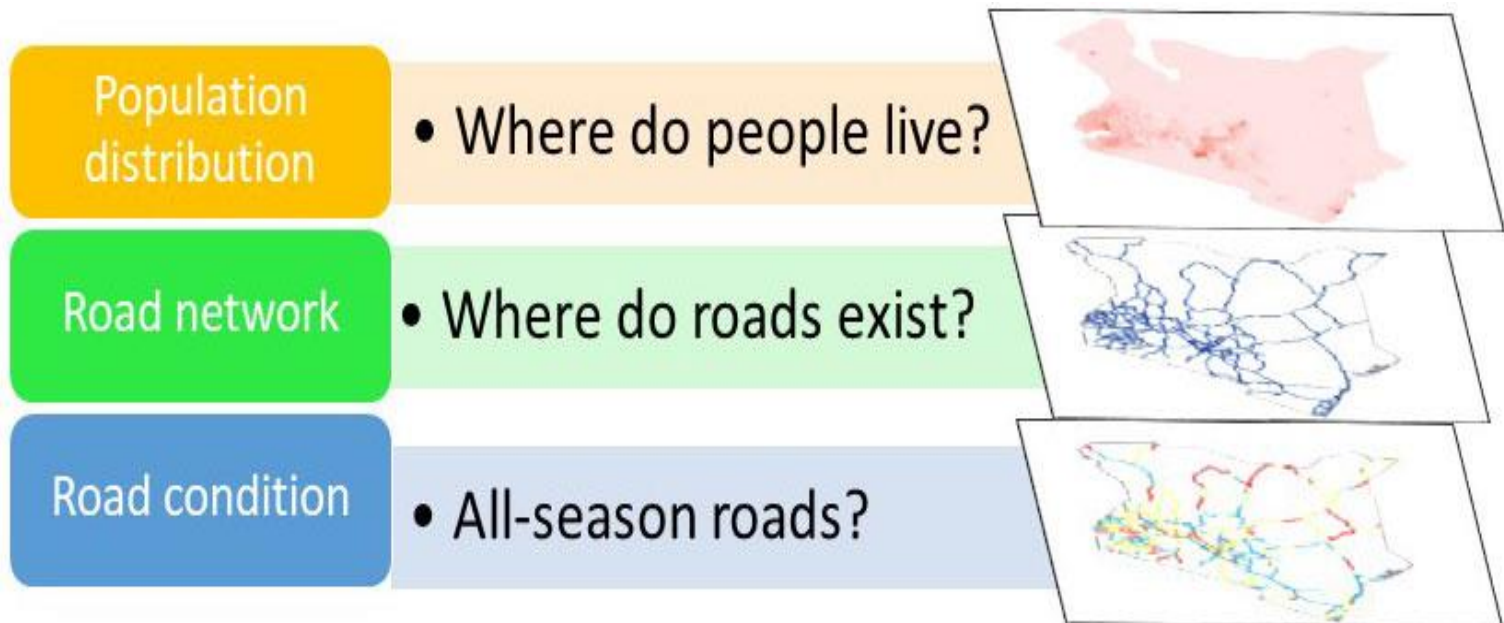 Population
distribution
• Where do people live?
Road network
• Where do roads exist?
Road condition
• All-season roads?